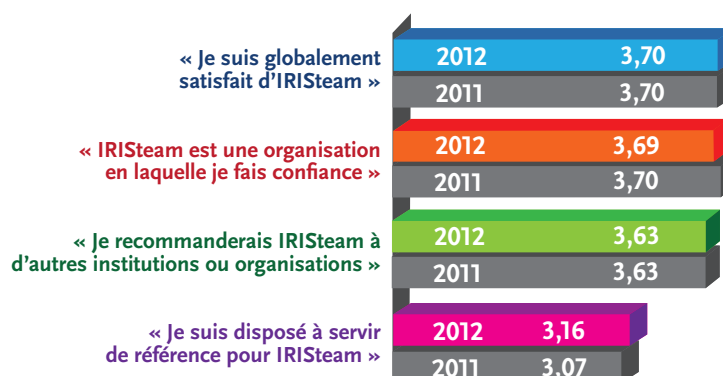 « Je suis globalement
satisfait d'IRISteam »
2012 3,70
2011 3,70
« IRISteam est une organisation
en laquelle je fais confiance »
2012 3,69
2011 3,70
« Je recommanderais IRISteam à
d'autres institutions ou organisations »
2012 3,63
2011 3,63
« Je suis disposé à servir
de référence pour IRISteam »
2012 3,16
2011 3,07